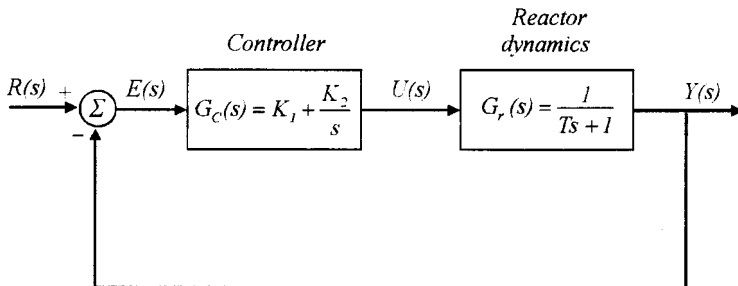 Controller
Reactor
dynamics
R(s) + Σ −
E(s)
G_C(s) = K_1 + K_2/s
U(s)
G_r(s) = 1/(Ts + 1)
Y(s)